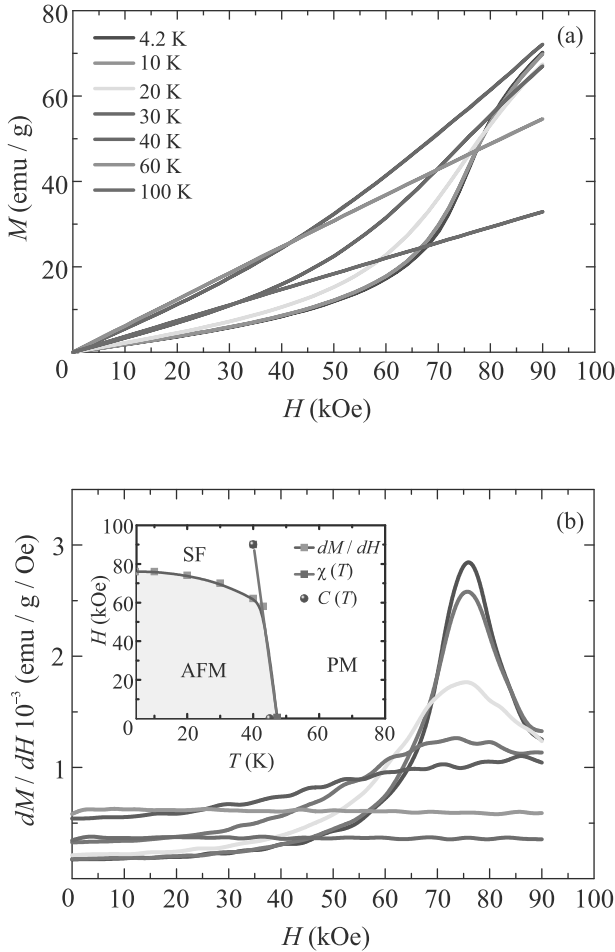 80
(a)
4.2 K
10 K
60
20 K
30 K
40 K
60 K
40
100 K
M (emu / g)
20
0 10 20 30 40 50 60 70 80 90 100
H (kOe)
(b)
3
100
SF
dM / dH
80
χ (T)
60
C (T)
H (kOe)
40
AFM
PM
20
0
20 40 60 80
T (K)
2
1
dM / dH 10⁻³ (emu / g / Oe)
0 10 20 30 40 50 60 70 80 90 100
H (kOe)